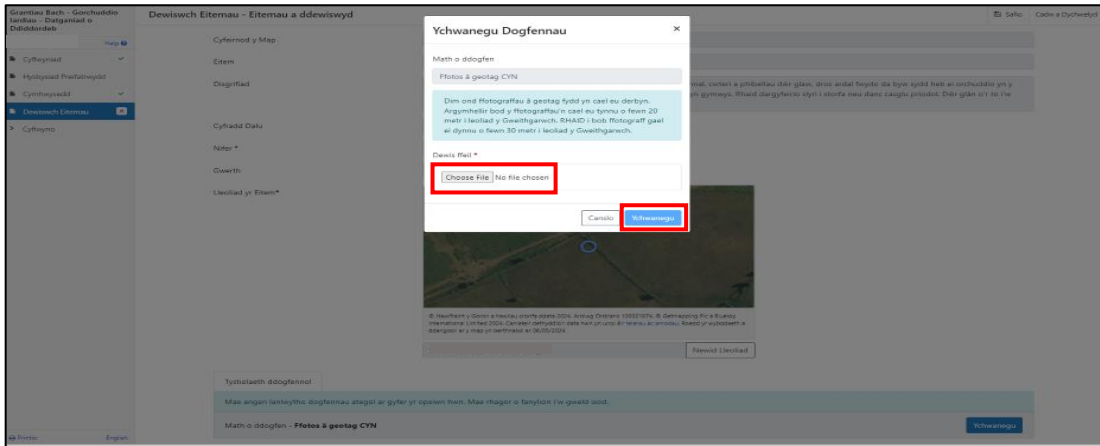 Grantiau Bach - Gorchuddio
Iardiau - Datganiad o
Ddiddordeb
Help
Cyflwyniad
Hysbysiad Preifatrwydd
Cymhwysedd
Dewiswch Eitemau
Cyflwyno
Printio
English
Dewiswch Eitemau - Eitemau a ddewiswyd
Safio
Cadw a Dychwelyd
Cyfeirnod y Map
Eitem
Disgrifiad
Cyfradd Dalu
Nifer *
Gwerth
Lleoliad yr Eitem*
Ychwanegu Dogfennau
×
Math o ddogfen
Ffotos â geotag CYN
Dim ond ffotograffau â geotag fydd yn cael eu derbyn.
Argymhellir bod y ffotograffau'n cael eu tynnu o fewn 20
metr i leoliad y Gweithgarwch. RHAID i bob ffotograff gael
ei dynnu o fewn 30 metr i leoliad y Gweithgarwch.
Dewis ffeil *
Choose File No file chosen
Canslo
Ychwanegu
Newid Lleoliad
Tystiolaeth ddogfennol
Mae angen lanlwytho dogfennau ategol ar gyfer yr opsiwn hwn. Mae rhagor o fanylion i'w gweld isod.
Math o ddogfen - Ffotos â geotag CYN
Ychwanegu